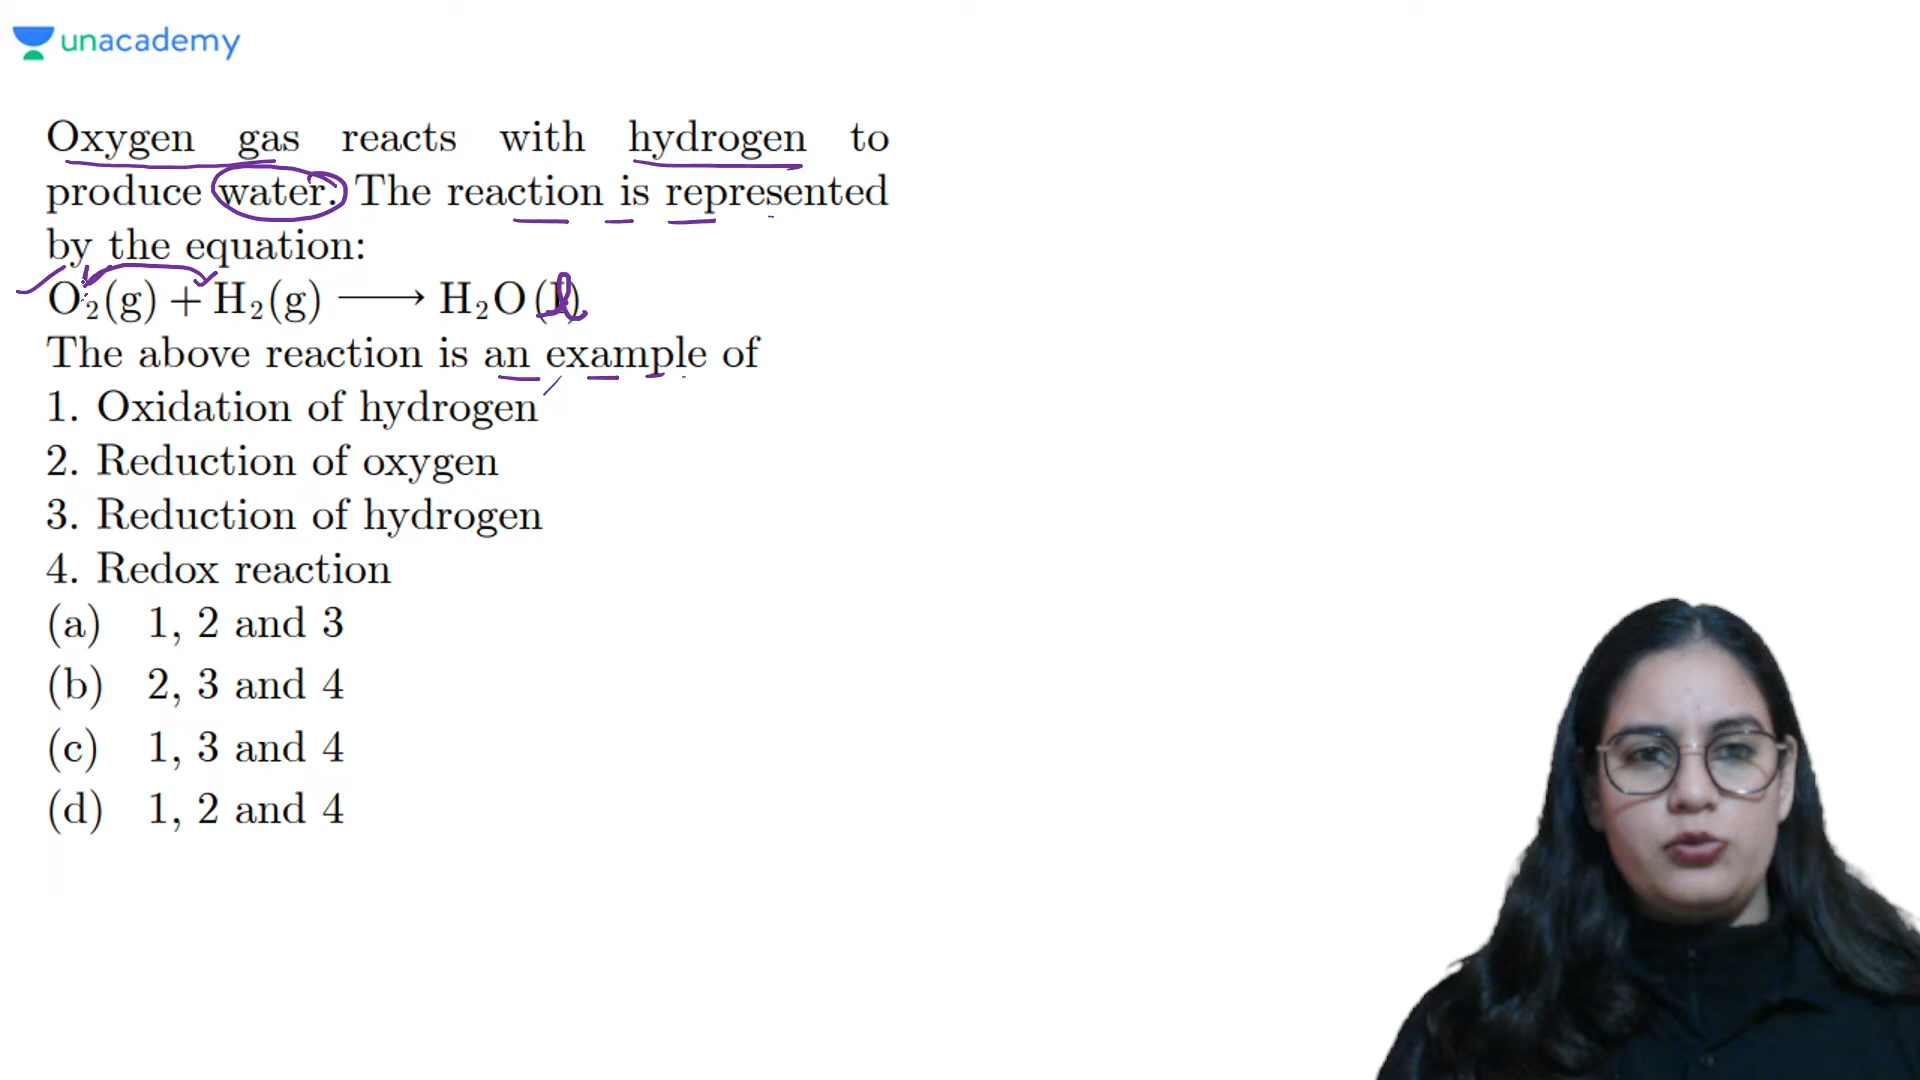 unacademy
Oxygen gas reacts with hydrogen to
produce water. The reaction is represented
by the equation:
O₂(g) + H₂(g) ⟶ H₂O(l)
The above reaction is an example of
1. Oxidation of hydrogen
2. Reduction of oxygen
3. Reduction of hydrogen
4. Redox reaction
(a) 1, 2 and 3
(b) 2, 3 and 4
(c) 1, 3 and 4
(d) 1, 2 and 4